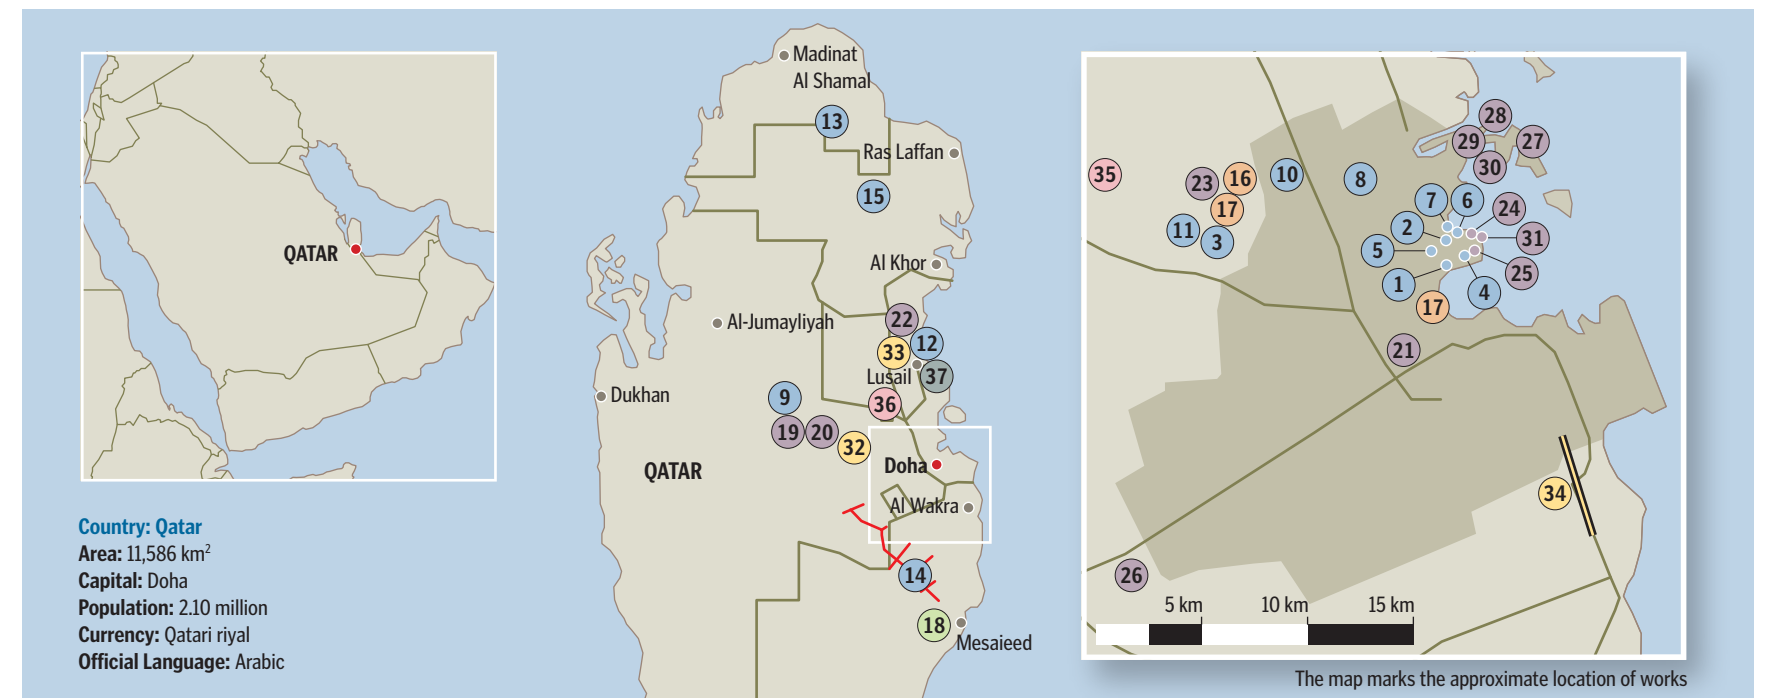 QATAR
Country: Qatar
Area: 11,586 km²
Capital: Doha
Population: 2.10 million
Currency: Qatari riyal
Official Language: Arabic
Madinat
Al Shamal
13
Ras Laffan
15
Al Khor
Al-Jumayliyah
22
12
33
Lusail
37
Dukhan
9
36
19
20
32
QATAR
Doha
Al Wakra
14
18
Mesaieed
28
29
27
30
35
23
16
10
8
17
7
6
24
11
3
2
31
5
25
1
4
17
21
34
26
5 km
10 km
15 km
The map marks the approximate location of works